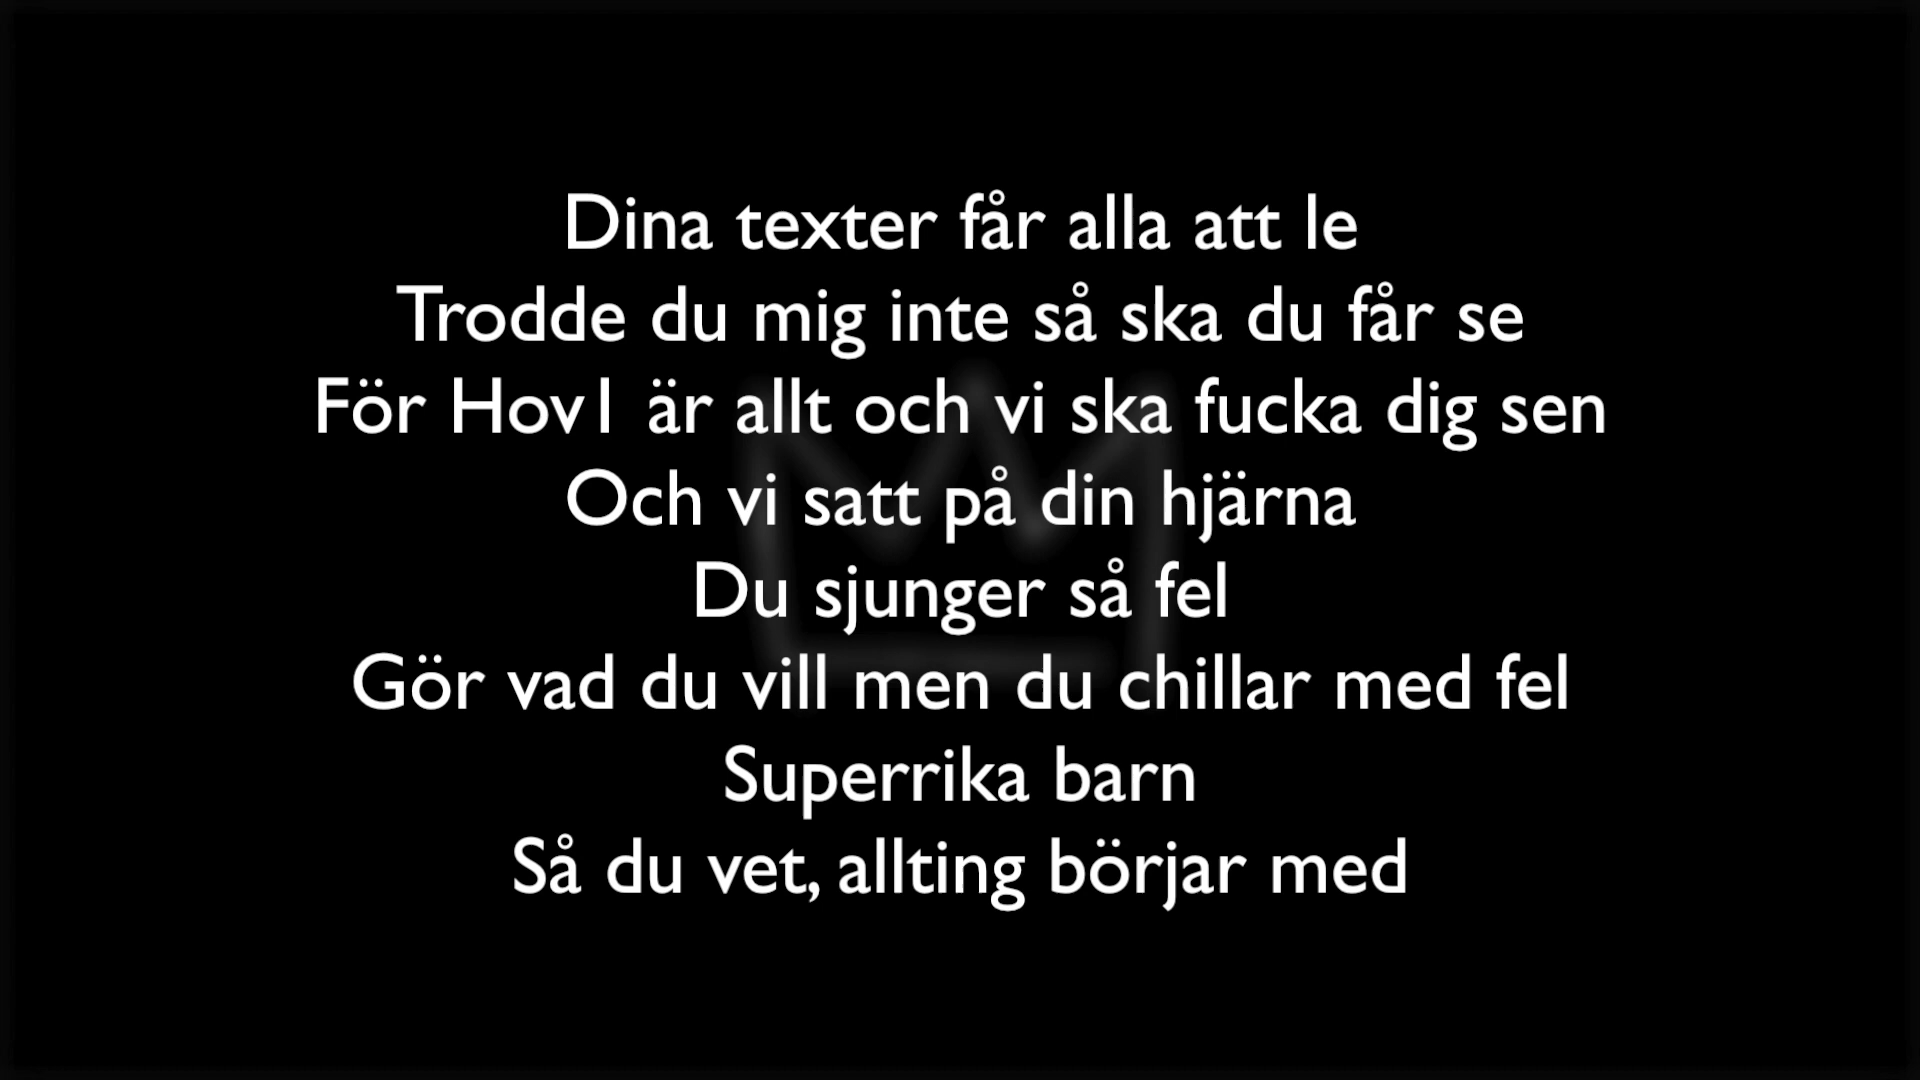 Dina texter får alla att le
Trodde du mig inte så ska du får se
För Hov1 är allt och vi ska fucka dig sen
Och vi satt på din hjärna
Du sjunger så fel
Gör vad du vill men du chillar med fel
Superrika barn
Så du vet, allting börjar med